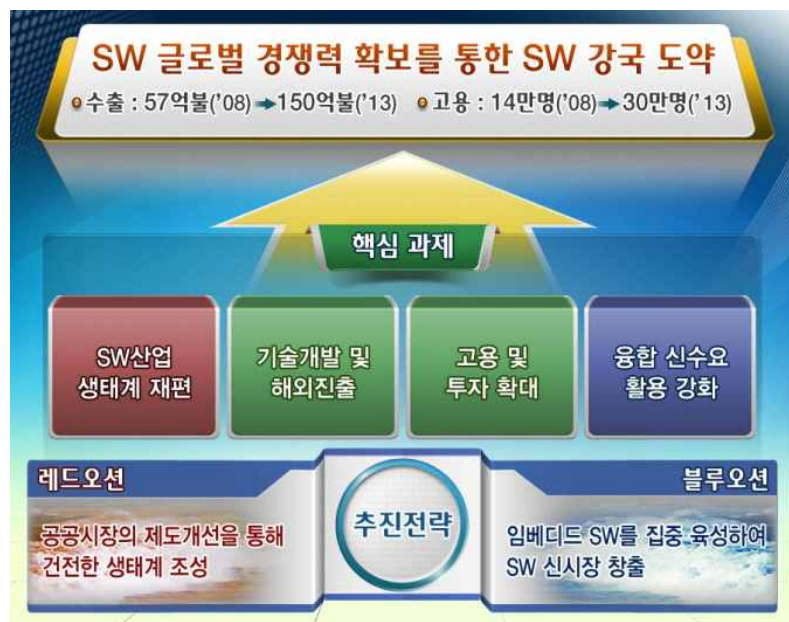 SW 글로벌 경쟁력 확보를 통한 SW 강국 도약
수출 : 57억불('08) → 150억불('13) 고용 : 14만명('08) → 30만명('13)
핵심 과제
SW산업
생태계 재편
기술개발 및
해외진출
고용 및
투자 확대
융합 신수요
활용 강화
레드오션
공공시장의 제도개선을 통해
건전한 생태계 조성
추진전략
블루오션
임베디드 SW를 집중 육성하여
SW 신시장 창출